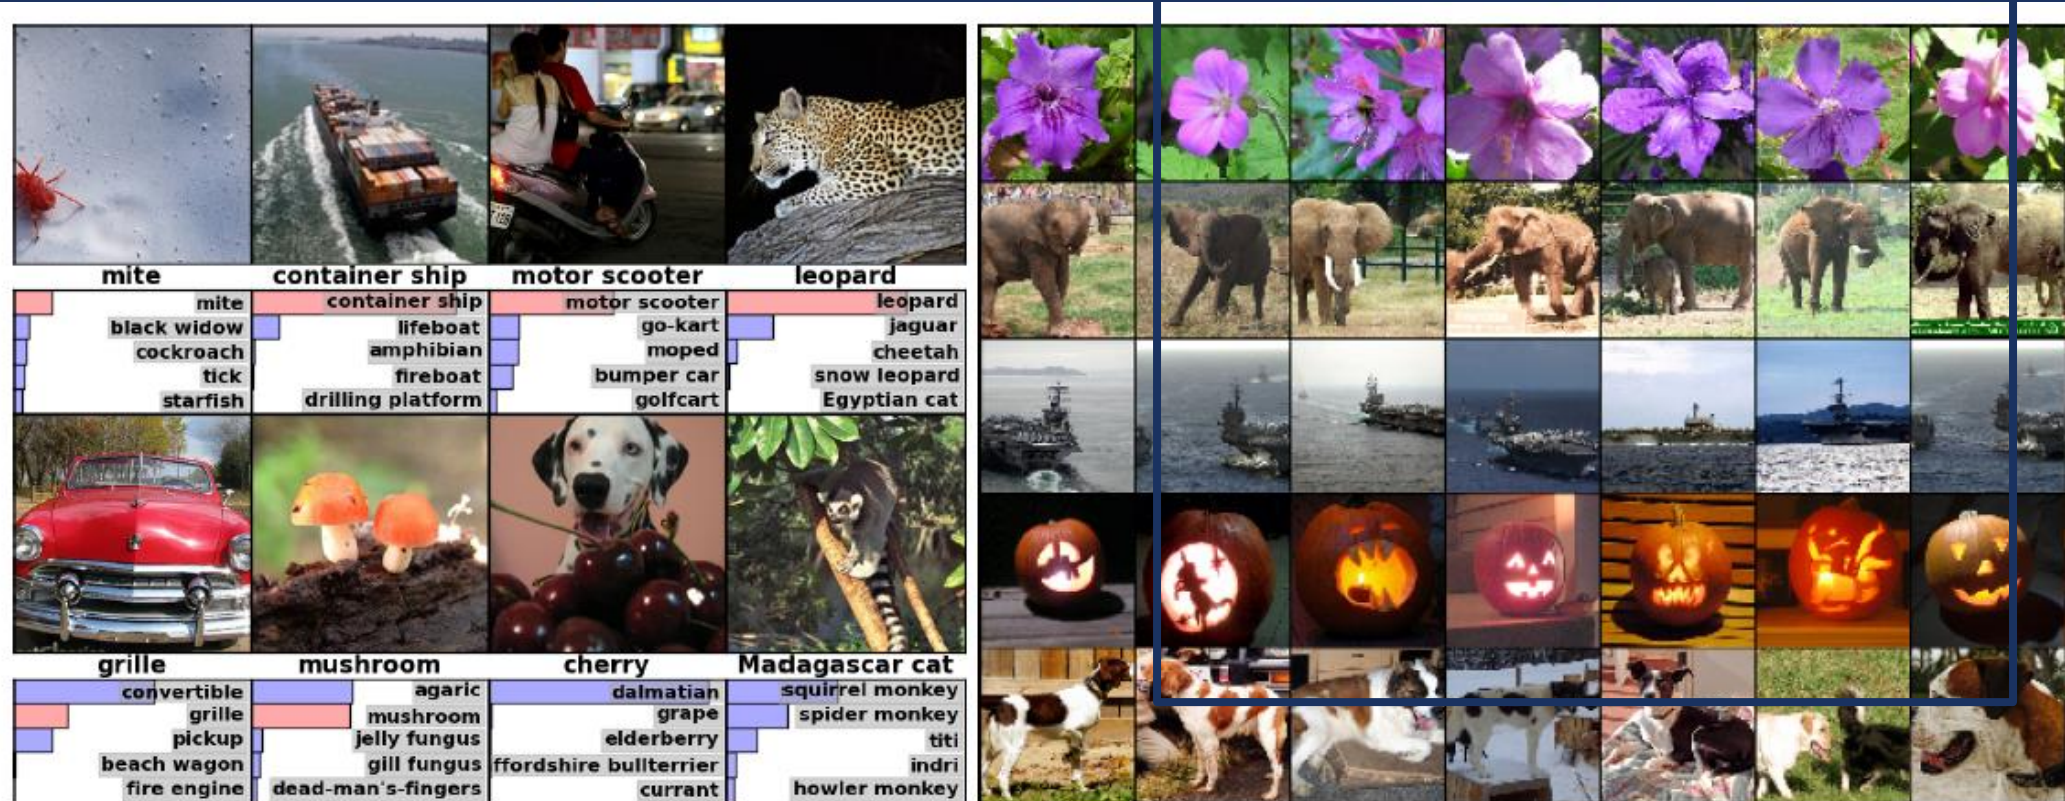 mite
container ship
motor scooter
leopard
mite
black widow
cockroach
tick
starfish
container ship
lifeboat
amphibian
fireboat
drilling platform
motor scooter
go-kart
moped
bumper car
golfcart
leopard
jaguar
cheetah
snow leopard
Egyptian cat
grille
mushroom
cherry
Madagascar cat
convertible
grille
pickup
beach wagon
fire engine
agaric
mushroom
jelly fungus
gill fungus
dead-man's-fingers
dalmatian
grape
elderberry
ffordshire bullterrier
currant
squirrel monkey
spider monkey
titi
indri
howler monkey